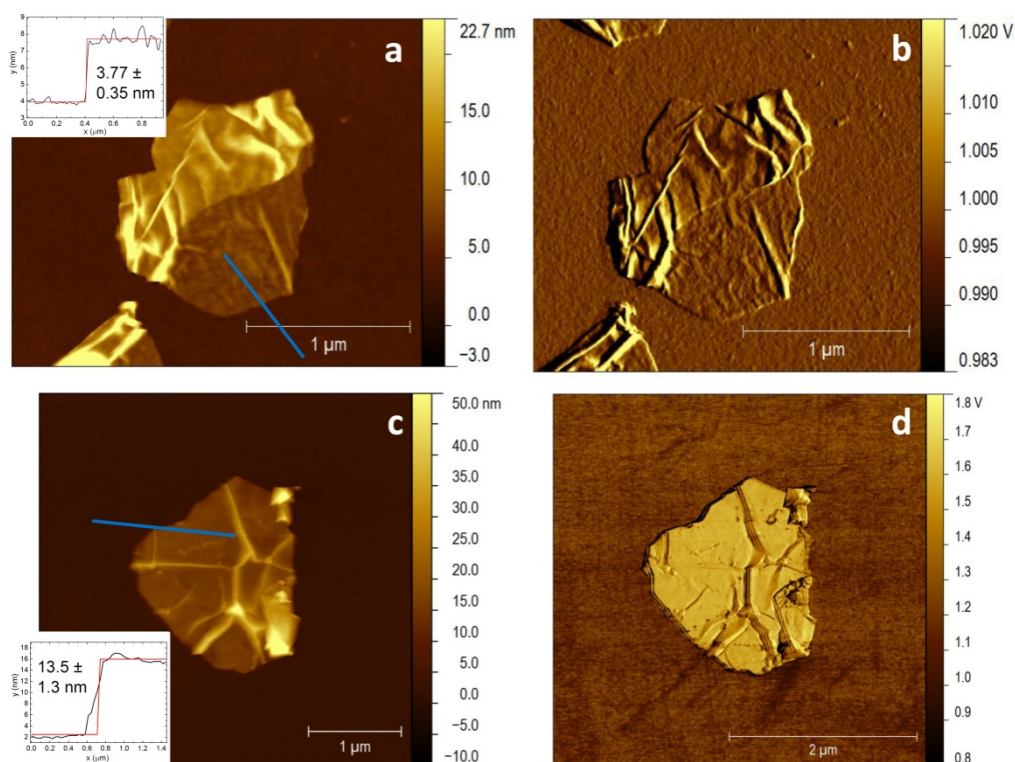 9
8
7
6
5
4
3
y (nm)
3.77 ±
0.35 nm
0.0 0.2 0.4 0.6 0.8
x (μm)
a
1 µm
22.7 nm
15.0
10.0
5.0
0.0
−3.0
b
1 µm
1.020 V
1.010
1.005
1.000
0.995
0.990
0.983
c
1 µm
18
16
14
12
10
8
6
4
2
y (nm)
13.5 ±
1.3 nm
0.0 0.2 0.4 0.6 0.8 1.0 1.2 1.4
x (μm)
50.0 nm
40.0
35.0
30.0
25.0
20.0
15.0
10.0
5.0
0.0
−5.0
−10.0
d
2 µm
1.8 V
1.7
1.6
1.5
1.4
1.3
1.2
1.1
1.0
0.9
0.8